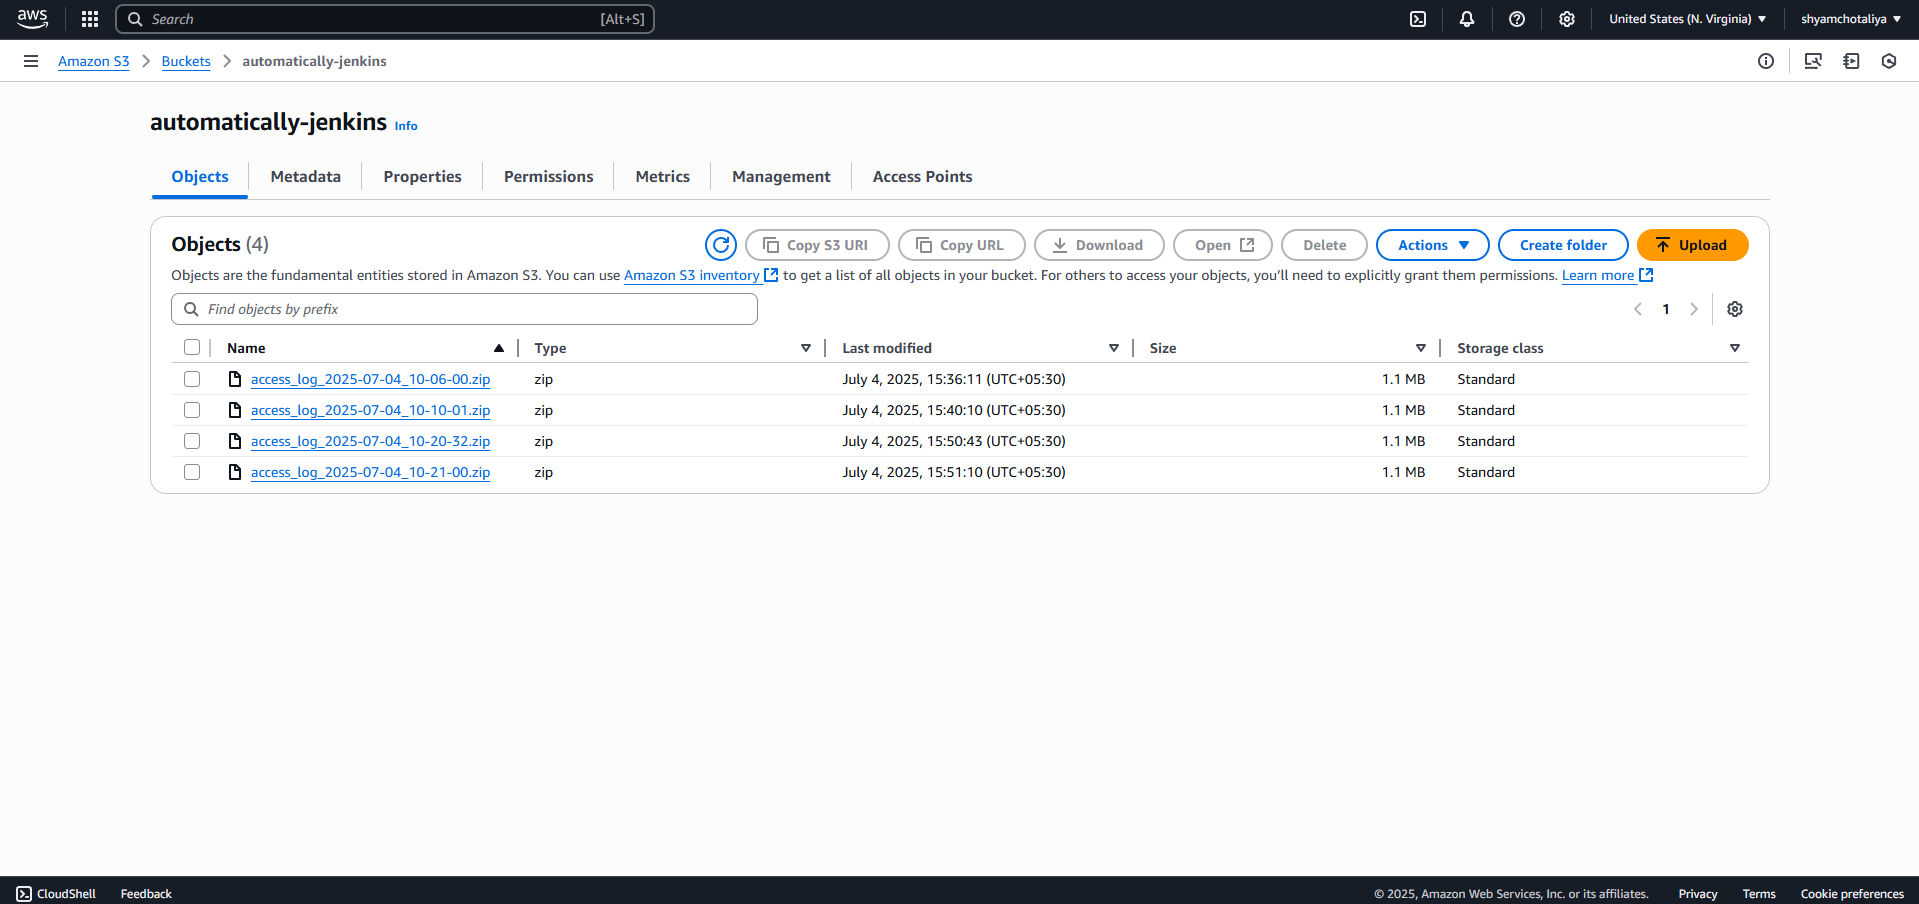 aws Search [Alt+S] United States (N. Virginia) shyamchotaliya
Amazon S3 Buckets automatically-jenkins
automatically-jenkins Info
Objects Metadata Properties Permissions Metrics Management Access Points
Objects (4) Copy S3 URI Copy URL Download Open Delete Actions Create folder Upload
Objects are the fundamental entities stored in Amazon S3. You can use Amazon S3 inventory to get a list of all objects in your bucket. For others to access your objects, you’ll need to explicitly grant them permissions. Learn more
Find objects by prefix 1
Name Type Last modified Size Storage class
access_log_2025-07-04_10-06-00.zip zip July 4, 2025, 15:36:11 (UTC+05:30) 1.1 MB Standard
access_log_2025-07-04_10-10-01.zip zip July 4, 2025, 15:40:10 (UTC+05:30) 1.1 MB Standard
access_log_2025-07-04_10-20-32.zip zip July 4, 2025, 15:50:43 (UTC+05:30) 1.1 MB Standard
access_log_2025-07-04_10-21-00.zip zip July 4, 2025, 15:51:10 (UTC+05:30) 1.1 MB Standard
CloudShell Feedback © 2025, Amazon Web Services, Inc. or its affiliates. Privacy Terms Cookie preferences